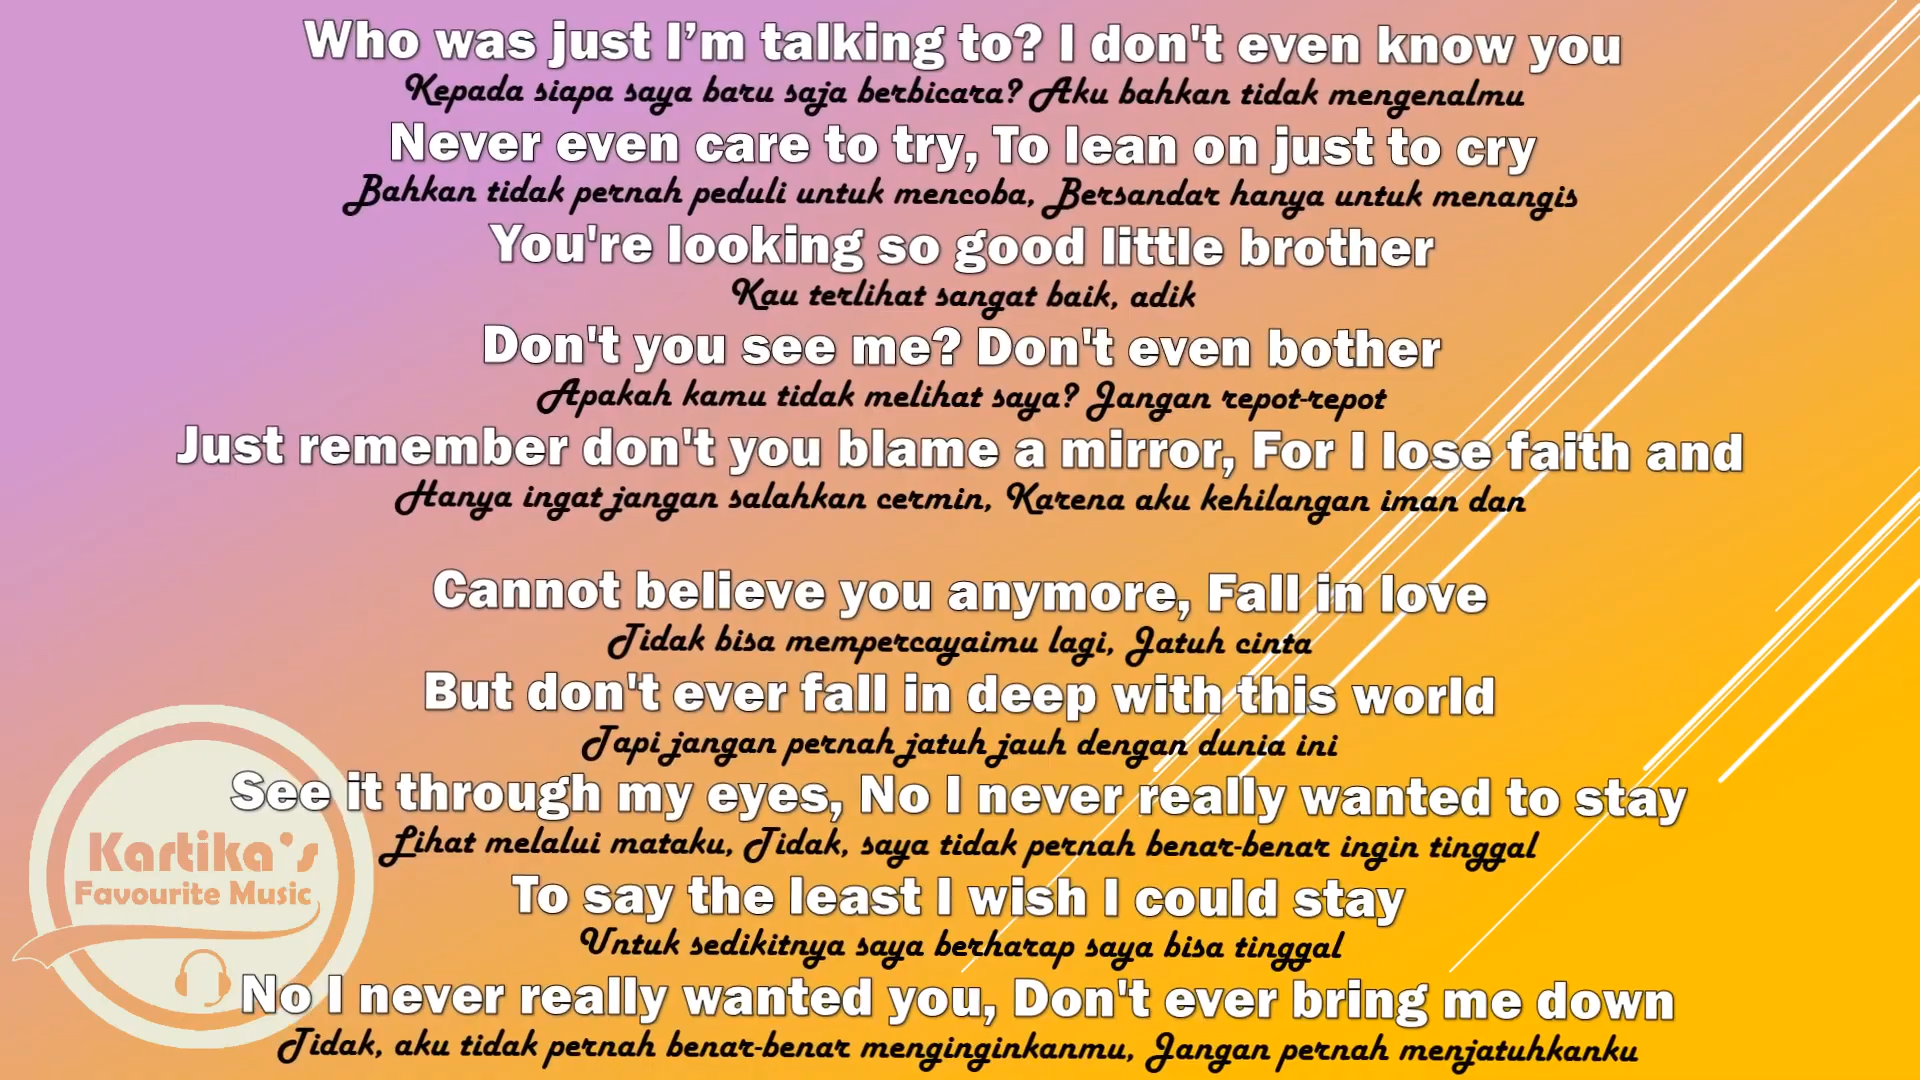 Who was just I’m talking to? I don't even know you
Kepada siapa saya baru saja berbicara? Aku bahkan tidak mengenalmu
Never even care to try, To lean on just to cry
Bahkan tidak pernah peduli untuk mencoba, Bersandar hanya untuk menangis
You're looking so good little brother
Kau terlihat sangat baik, adik
Don't you see me? Don't even bother
Apakah kamu tidak melihat saya? Jangan repot-repot
Just remember don't you blame a mirror, For I lose faith and
Hanya ingat jangan salahkan cermin, Karena aku kehilangan iman dan
Cannot believe you anymore, Fall in love
Tidak bisa mempercayaimu lagi, Jatuh cinta
But don't ever fall in deep with this world
Tapi jangan pernah jatuh jauh dengan dunia ini
See it through my eyes, No I never really wanted to stay
Lihat melalui mataku, Tidak, saya tidak pernah benar-benar ingin tinggal
To say the least I wish I could stay
Untuk sedikitnya saya berharap saya bisa tinggal
No I never really wanted you, Don't ever bring me down
Tidak, aku tidak pernah benar-benar menginginkanmu, Jangan pernah menjatuhkanku
Kartika's
Favourite Music